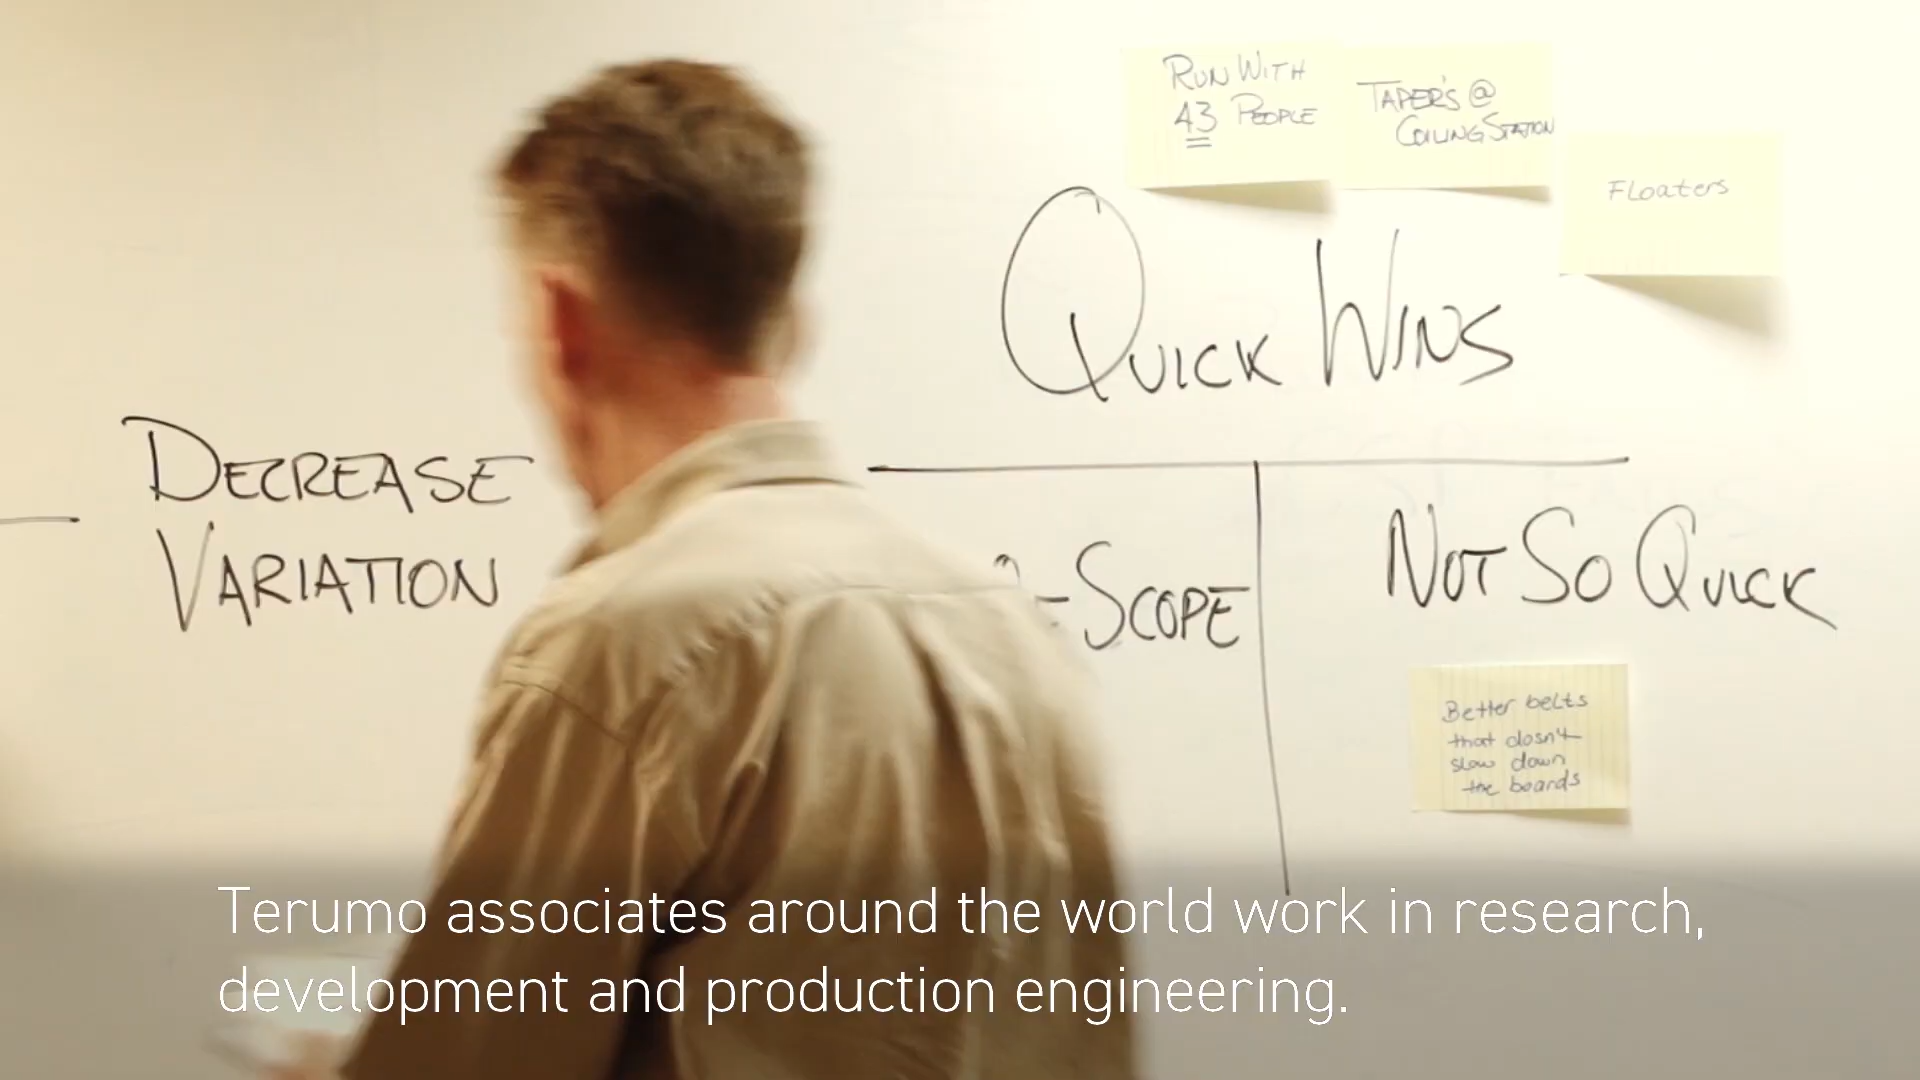 RUN WITH
43 PEOPLE
TAPER'S @
COILING STATION
FLoaters
QUICK WINS
DECREASE
VARIATION
-SCOPE
NOT SO QUICK
Better belts
that dosn't
slow down
the boards
Terumo associates around the world work in research,
development and production engineering.